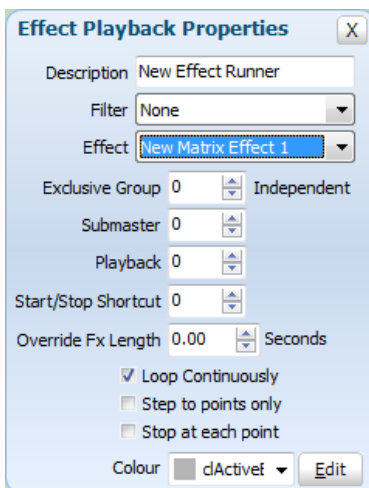 Effect Playback Properties X
Description New Effect Runner
Filter None
Effect New Matrix Effect 1
Exclusive Group 0 Independent
Submaster 0
Playback 0
Start/Stop Shortcut 0
Override Fx Length 0.00 Seconds
Loop Continuously
Step to points only
Stop at each point
Colour Edit